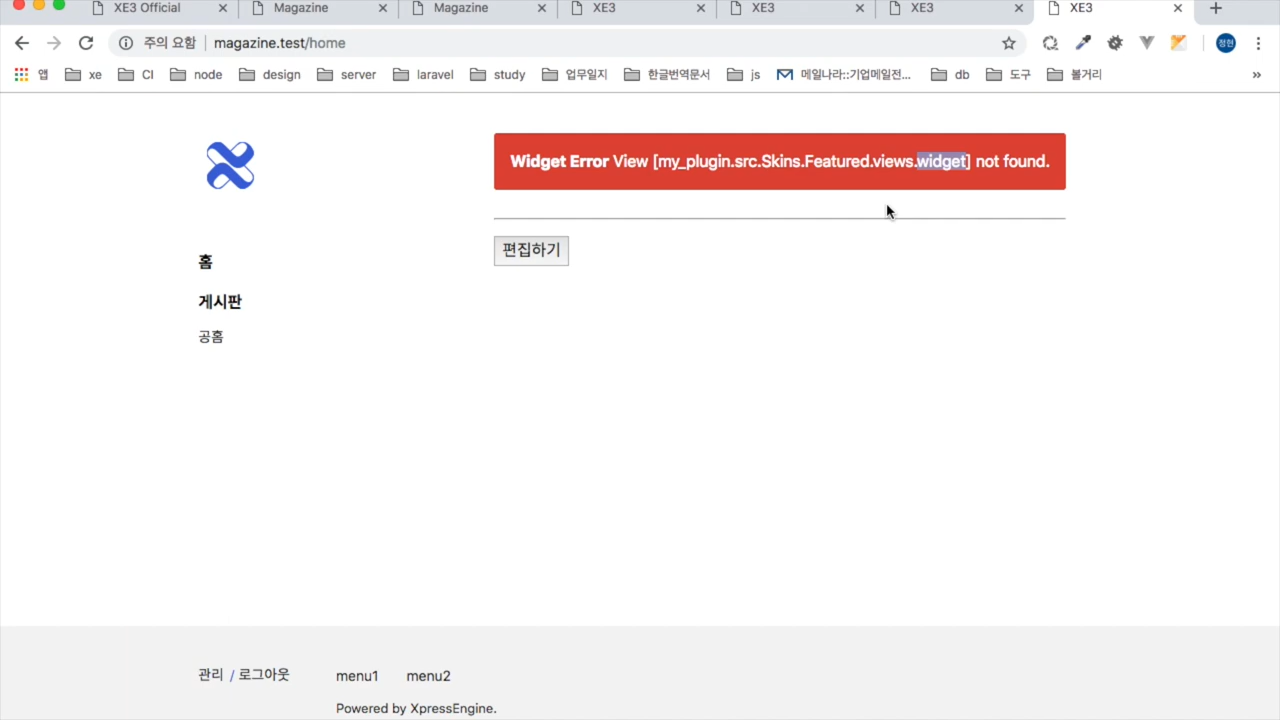 XE3 Official
Magazine
Magazine
XE3
XE3
XE3
XE3
주의 요함 magazine.test/home
정현
앱 xe CI node design server laravel study 업무일지 한글번역문서 js 메일나라::기업메일전... db 도구 볼거리 »
Widget Error View [my_plugin.src.Skins.Featured.views.widget] not found.
편집하기
홈
게시판
공홈
관리 / 로그아웃 menu1 menu2
Powered by XpressEngine.